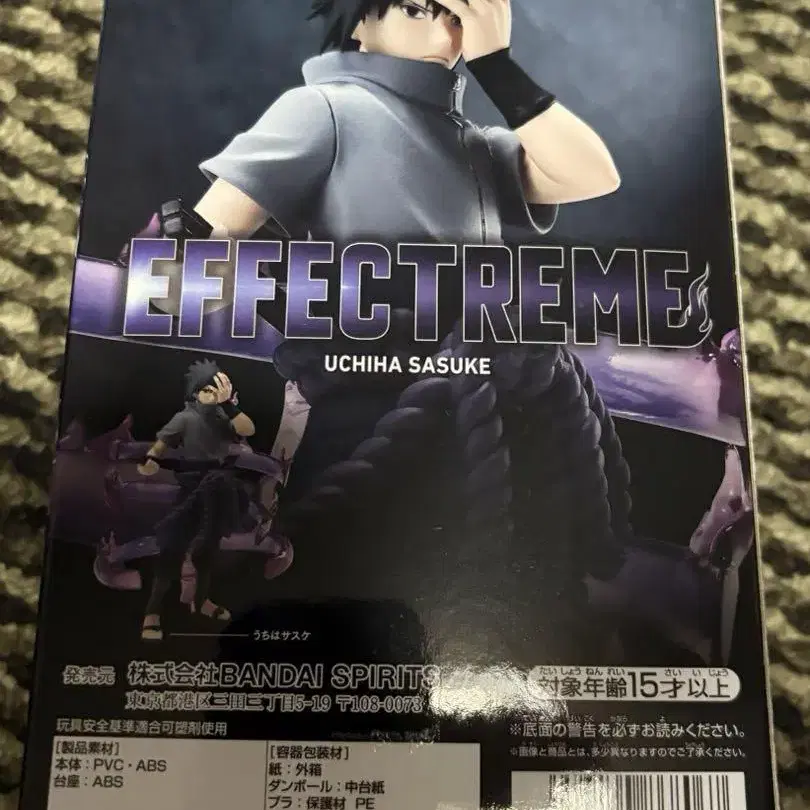 EFFECTREME
UCHIHA SASUKE
うちはサスケ
発売元 株式会社BANDAI SPIRITS
東京都港区三田三丁目5-19 〒108-0073
たい しょう ねん れい さい い じょう
対象年齢15才以上
玩具安全基準適合可塑剤使用
※底面の警告を必ずお読みください。
※画像と商品とは、多少異なりますのでご了承ください。
[製品素材]
本体：PVC・ABS
台座：ABS
[容器包装材]
紙：外箱
ダンボール：中台紙
プラ：保護材 PE